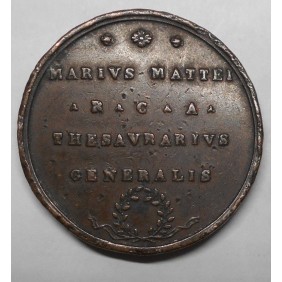 MARIVS MATTEI
R C A
THESAVRARIVS
GENERALIS